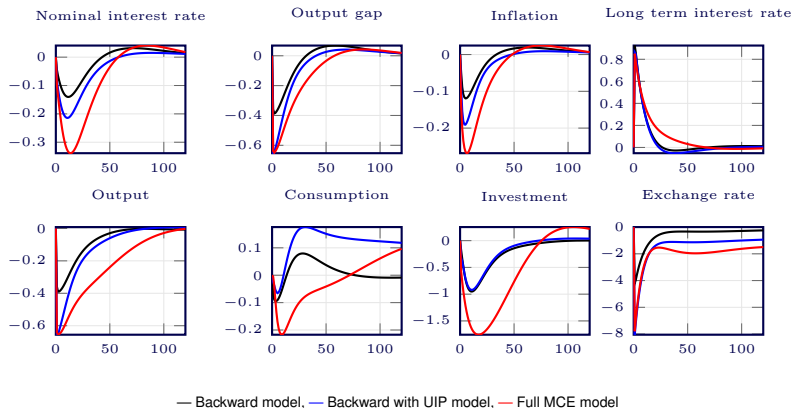 Nominal interest rate
Output gap
Inflation
Long term interest rate
0
−0.1
−0.2
−0.3
0 50 100
0
−0.2
−0.4
−0.6
0 50 100
0
−0.1
−0.2
0 50 100
0.8
0.6
0.4
0.2
0
0 50 100
Output
Consumption
Investment
Exchange rate
0
−0.2
−0.4
−0.6
0 50 100
0.1
0
−0.1
−0.2
0 50 100
0
−0.5
−1
−1.5
0 50 100
0
−2
−4
−6
−8
0 50 100
— Backward model, — Backward with UIP model, — Full MCE model